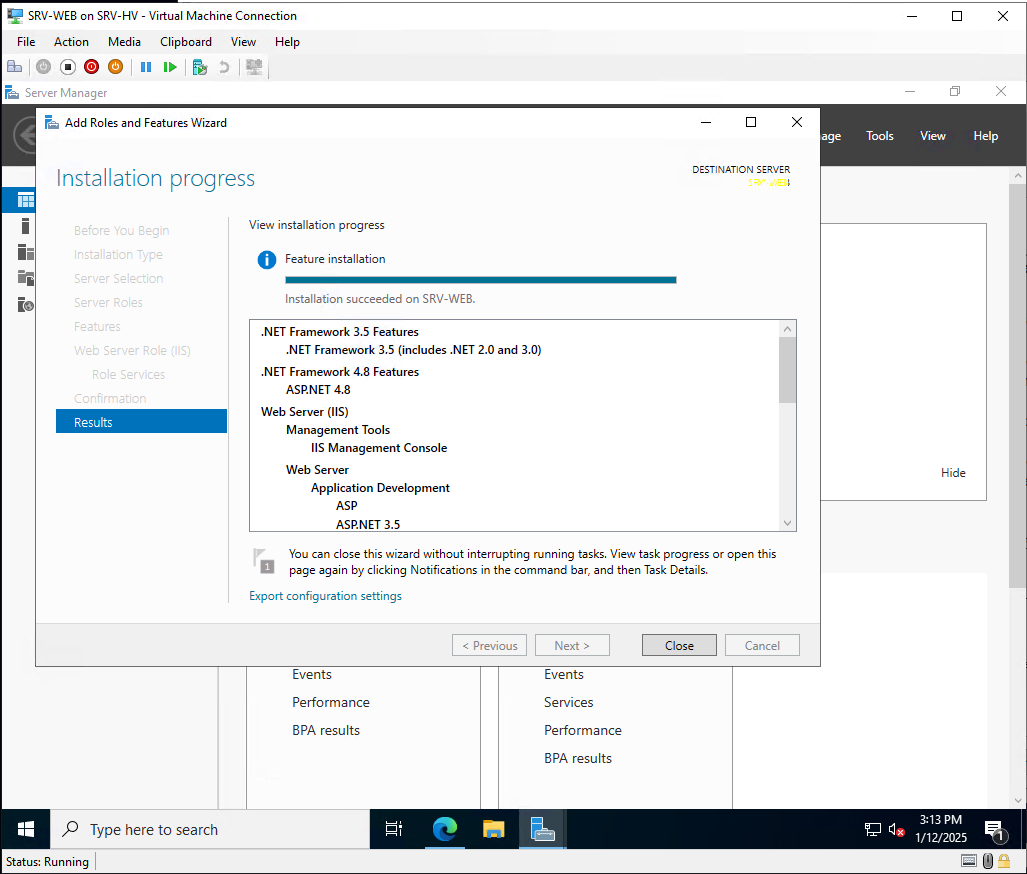 SRV-WEB on SRV-HV - Virtual Machine Connection
File Action Media Clipboard View Help
Server Manager
Tools View Help
Add Roles and Features Wizard
Installation progress
DESTINATION SERVER
SRV-WEB
Before You Begin
Installation Type
Server Selection
Server Roles
Features
Web Server Role (IIS)
Role Services
Confirmation
Results
View installation progress
Feature installation
Installation succeeded on SRV-WEB.
.NET Framework 3.5 Features
.NET Framework 3.5 (includes .NET 2.0 and 3.0)
.NET Framework 4.8 Features
ASP.NET 4.8
Web Server (IIS)
Management Tools
IIS Management Console
Web Server
Application Development
ASP
ASP.NET 3.5
1
You can close this wizard without interrupting running tasks. View task progress or open this
page again by clicking Notifications in the command bar, and then Task Details.
Export configuration settings
< Previous Next > Close Cancel
Hide
Events
Performance
BPA results
Events
Services
Performance
BPA results
Type here to search
3:13 PM
1/12/2025
1
Status: Running